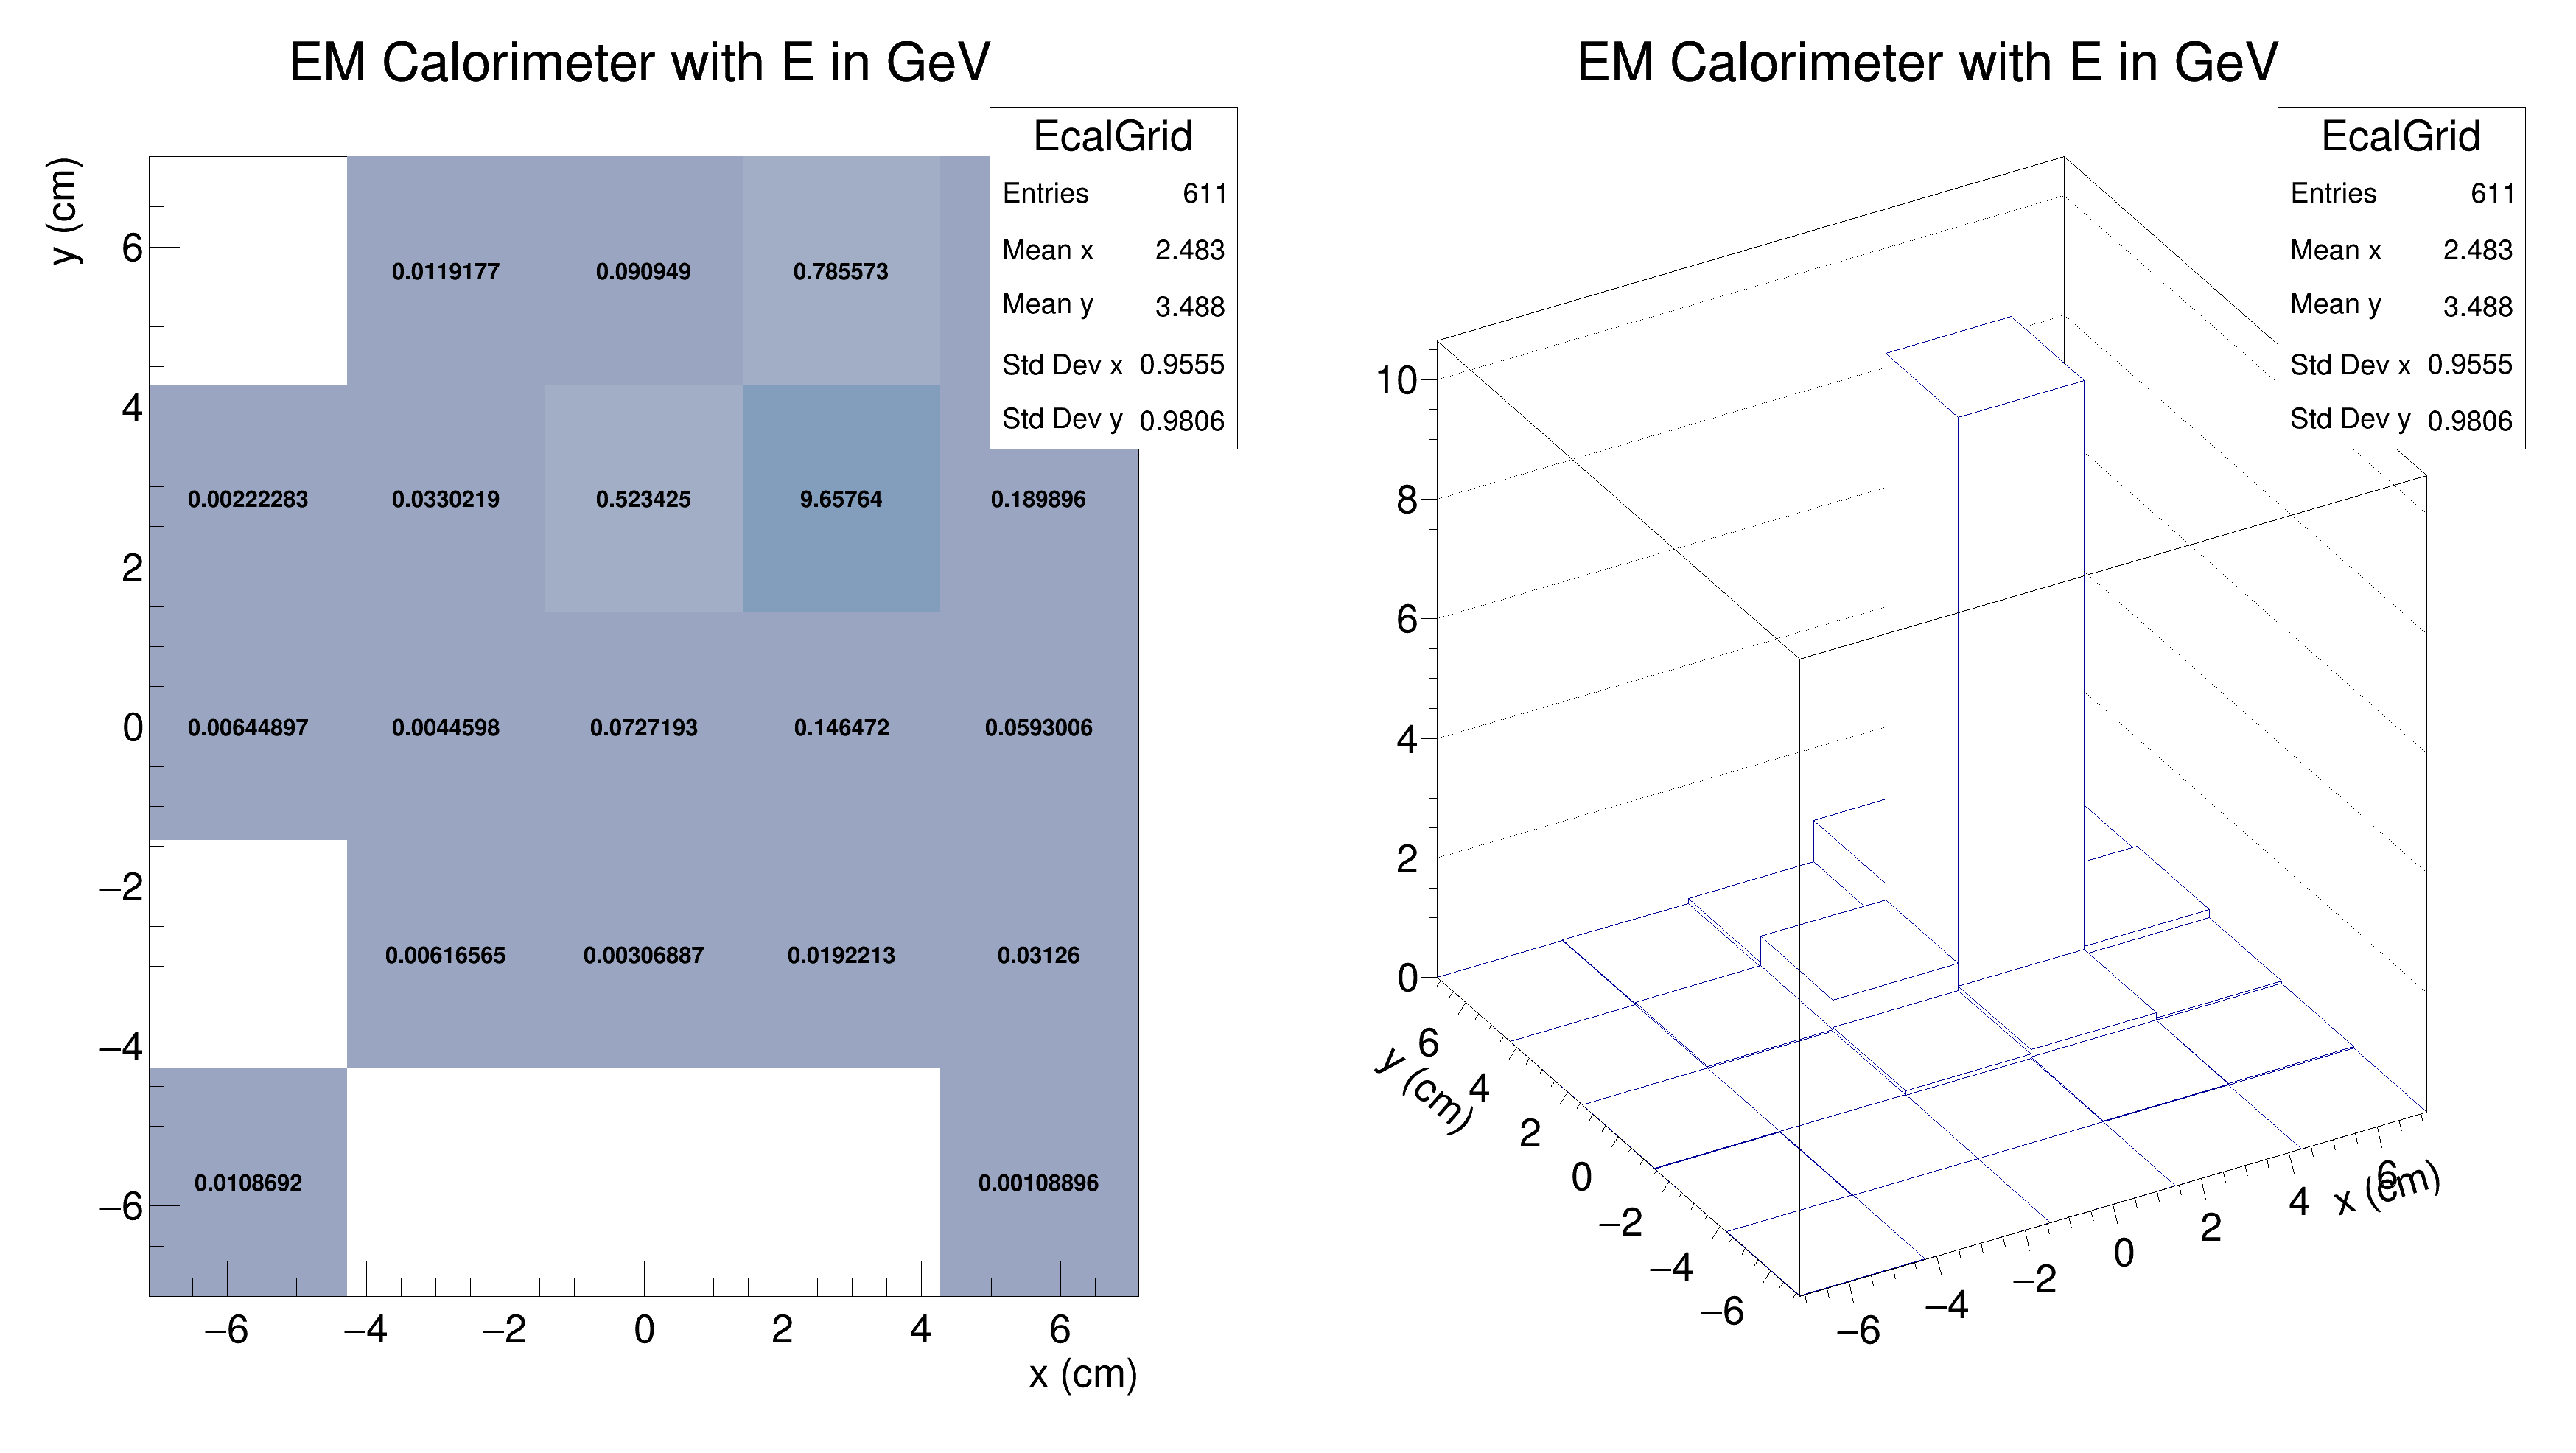 EM Calorimeter with E in GeV
EcalGrid
Entries 611
Mean x 2.483
Mean y 3.488
Std Dev x 0.9555
Std Dev y 0.9806
y (cm)
6
4
2
0
−2
−4
−6
0.0119177 0.090949 0.785573
0.00222283 0.0330219 0.523425 9.65764 0.189896
0.00644897 0.0044598 0.0727193 0.146472 0.0593006
0.00616565 0.00306887 0.0192213 0.03126
0.0108692 0.00108896
−6 −4 −2 0 2 4 6
x (cm)
EM Calorimeter with E in GeV
EcalGrid
Entries 611
Mean x 2.483
Mean y 3.488
Std Dev x 0.9555
Std Dev y 0.9806
10
8
6
4
2
0
6
4
2
0
−2
−4
−6
y (cm)
−6 −4 −2 0 2 4 6
x (cm)